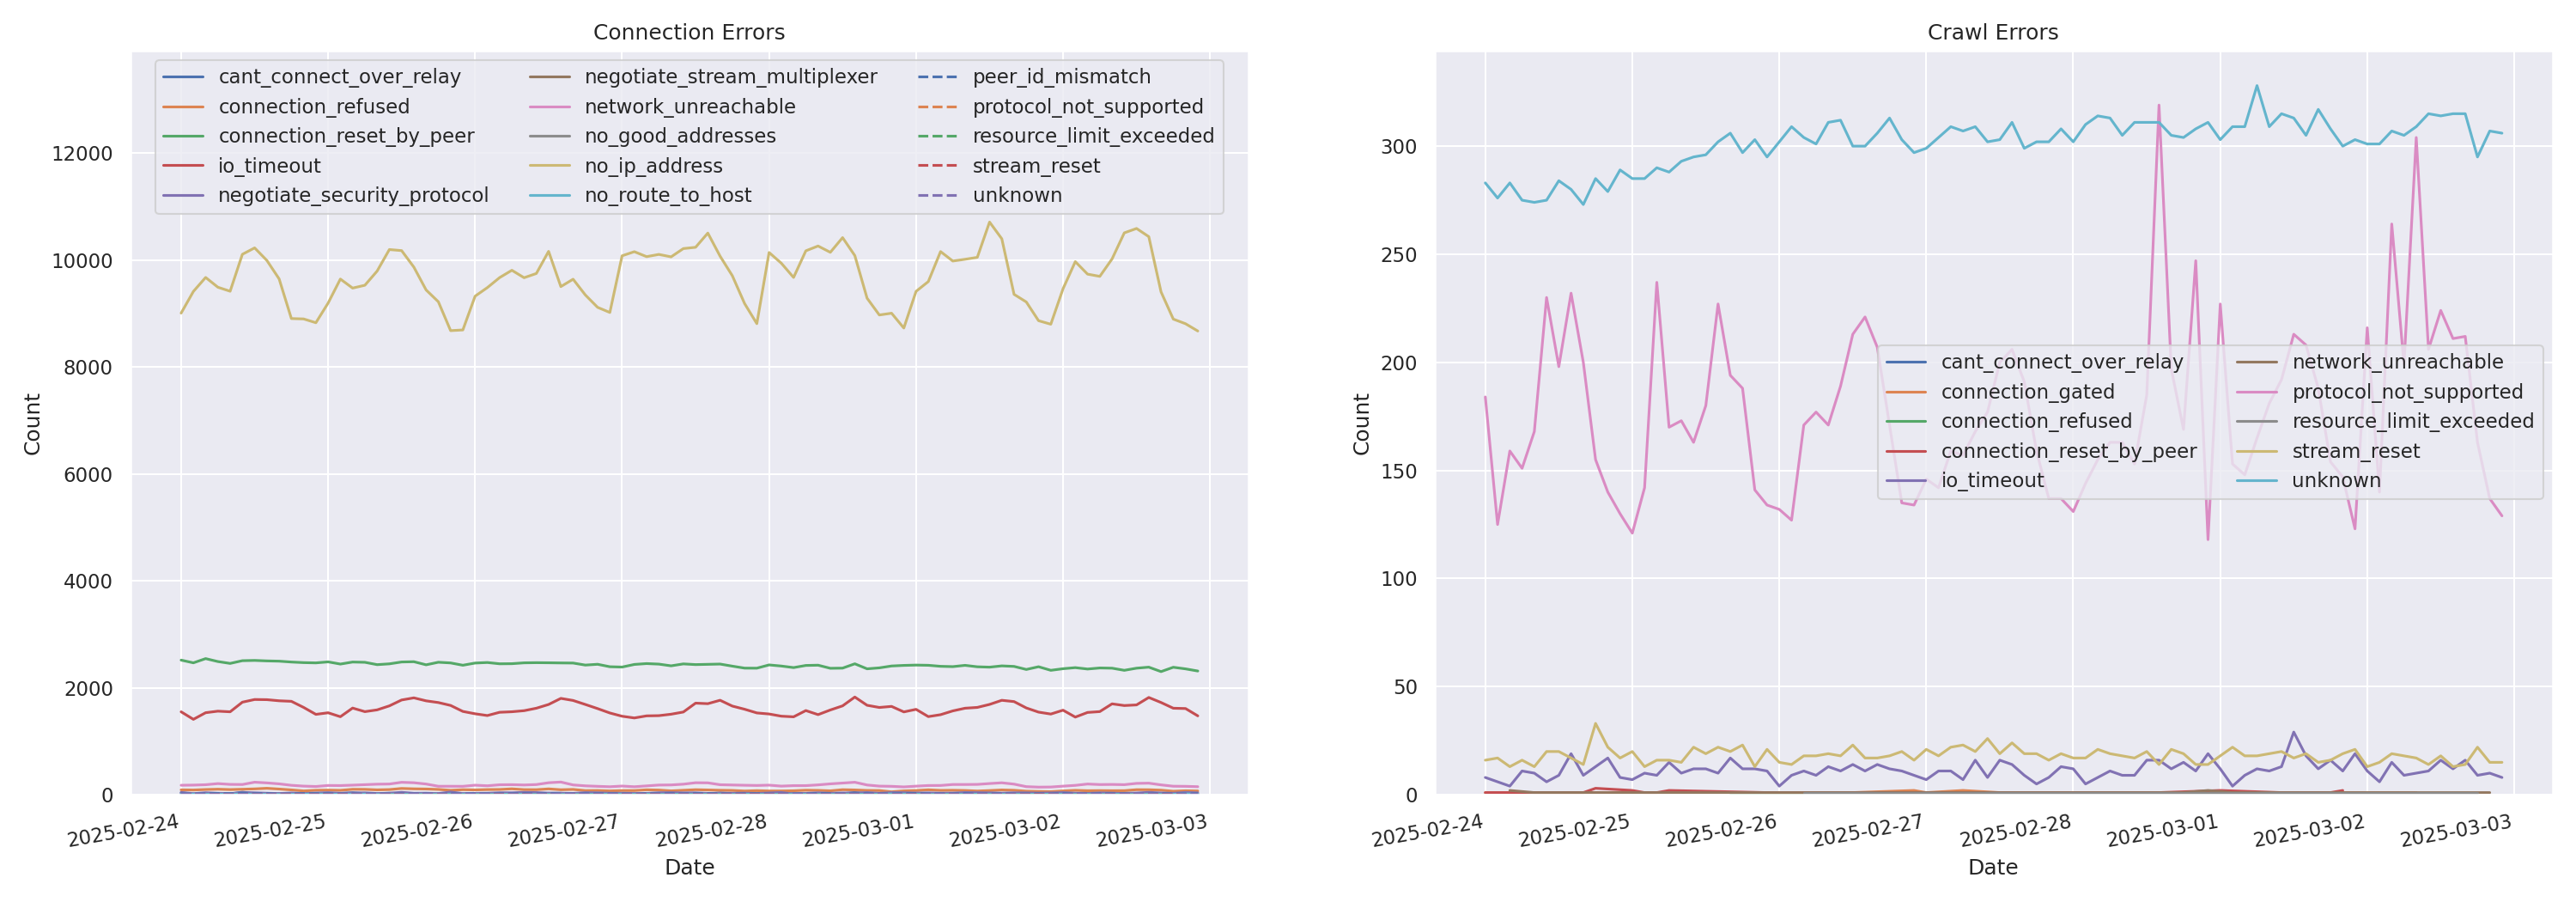 Connection Errors
cant_connect_over_relay
connection_refused
connection_reset_by_peer
io_timeout
negotiate_security_protocol
negotiate_stream_multiplexer
network_unreachable
no_good_addresses
no_ip_address
no_route_to_host
peer_id_mismatch
protocol_not_supported
resource_limit_exceeded
stream_reset
unknown
Count
12000
10000
8000
6000
4000
2000
0
2025-02-24
2025-02-25
2025-02-26
2025-02-27
2025-02-28
2025-03-01
2025-03-02
2025-03-03
Date
Crawl Errors
cant_connect_over_relay
connection_gated
connection_refused
connection_reset_by_peer
io_timeout
network_unreachable
protocol_not_supported
resource_limit_exceeded
stream_reset
unknown
Count
300
250
200
150
100
50
0
2025-02-24
2025-02-25
2025-02-26
2025-02-27
2025-02-28
2025-03-01
2025-03-02
2025-03-03
Date